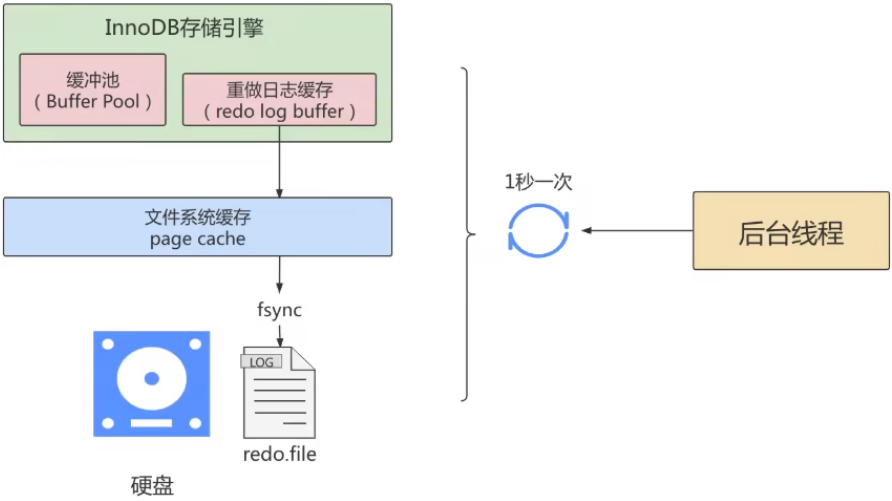 InnoDB存储引擎
缓冲池
（Buffer Pool）
重做日志缓存
（redo log buffer）
文件系统缓存
page cache
fsync
LOG
redo.file
硬盘
1秒一次
后台线程